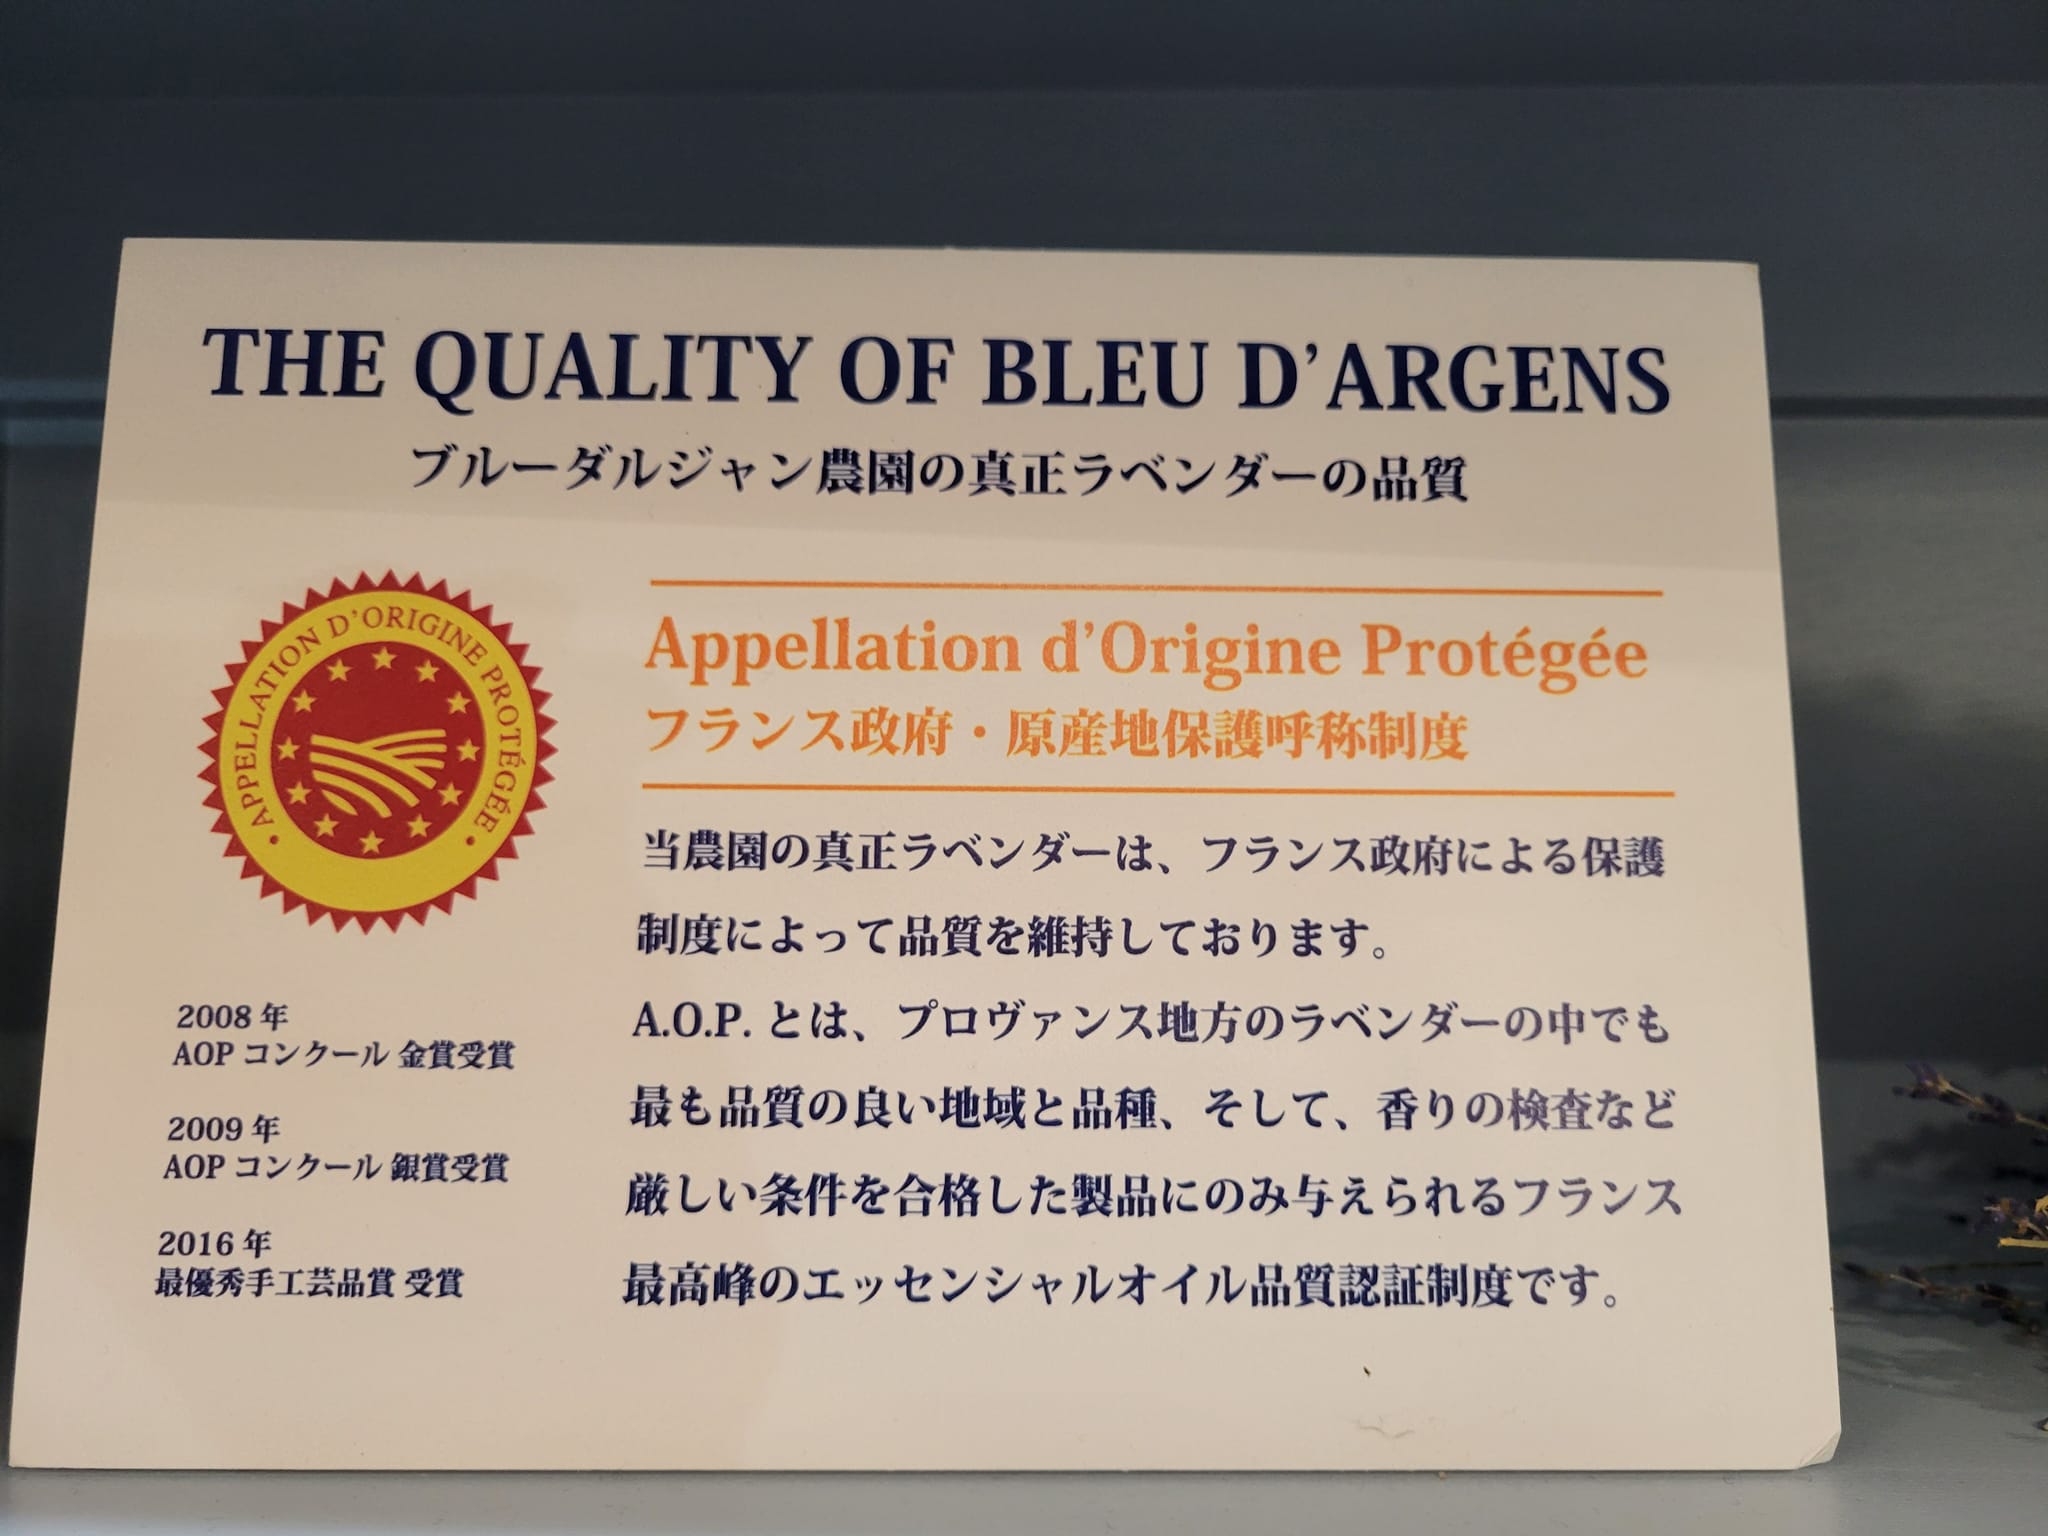 THE QUALITY OF BLEU D'ARGENS
ブルーダルジャン農園の真正ラベンダーの品質
APPELLATION D'ORIGINE PROTÉGÉE
2008 年
AOP コンクール 金賞受賞
2009 年
AOP コンクール 銀賞受賞
2016 年
最優秀手工芸品賞 受賞
Appellation d'Origine Protégée
フランス政府・原産地保護呼称制度
当農園の真正ラベンダーは、フランス政府による保護
制度によって品質を維持しております。
A.O.P. とは、プロヴァンス地方のラベンダーの中でも
最も品質の良い地域と品種、そして、香りの検査など
厳しい条件を合格した製品にのみ与えられるフランス
最高峰のエッセンシャルオイル品質認証制度です。